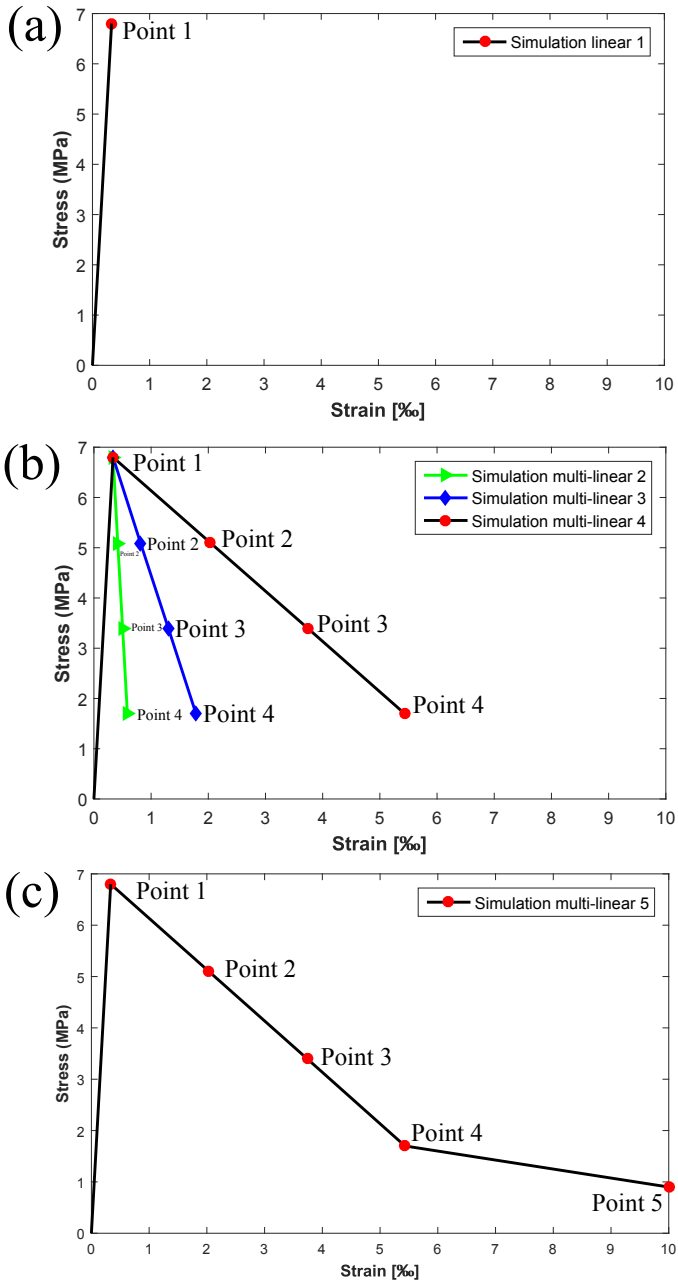 (a)
7
Point 1
Simulation linear 1
6
5
4
3
2
1
0
Stress (MPa)
0 1 2 3 4 5 6 7 8 9 10
Strain [‰]
(b)
7
Point 1
Simulation multi-linear 2
Simulation multi-linear 3
Simulation multi-linear 4
6
5
Point 2
Point 2
Point 2
4
3
Point 3
Point 3
Point 3
2
Point 4
Point 4
Point 4
1
0
Stress (MPa)
0 1 2 3 4 5 6 7 8 9 10
Strain [‰]
(c)
7
Point 1
Simulation multi-linear 5
6
5
Point 2
4
Point 3
3
2
Point 4
1
Point 5
0
Stress (MPa)
0 1 2 3 4 5 6 7 8 9 10
Strain [‰]